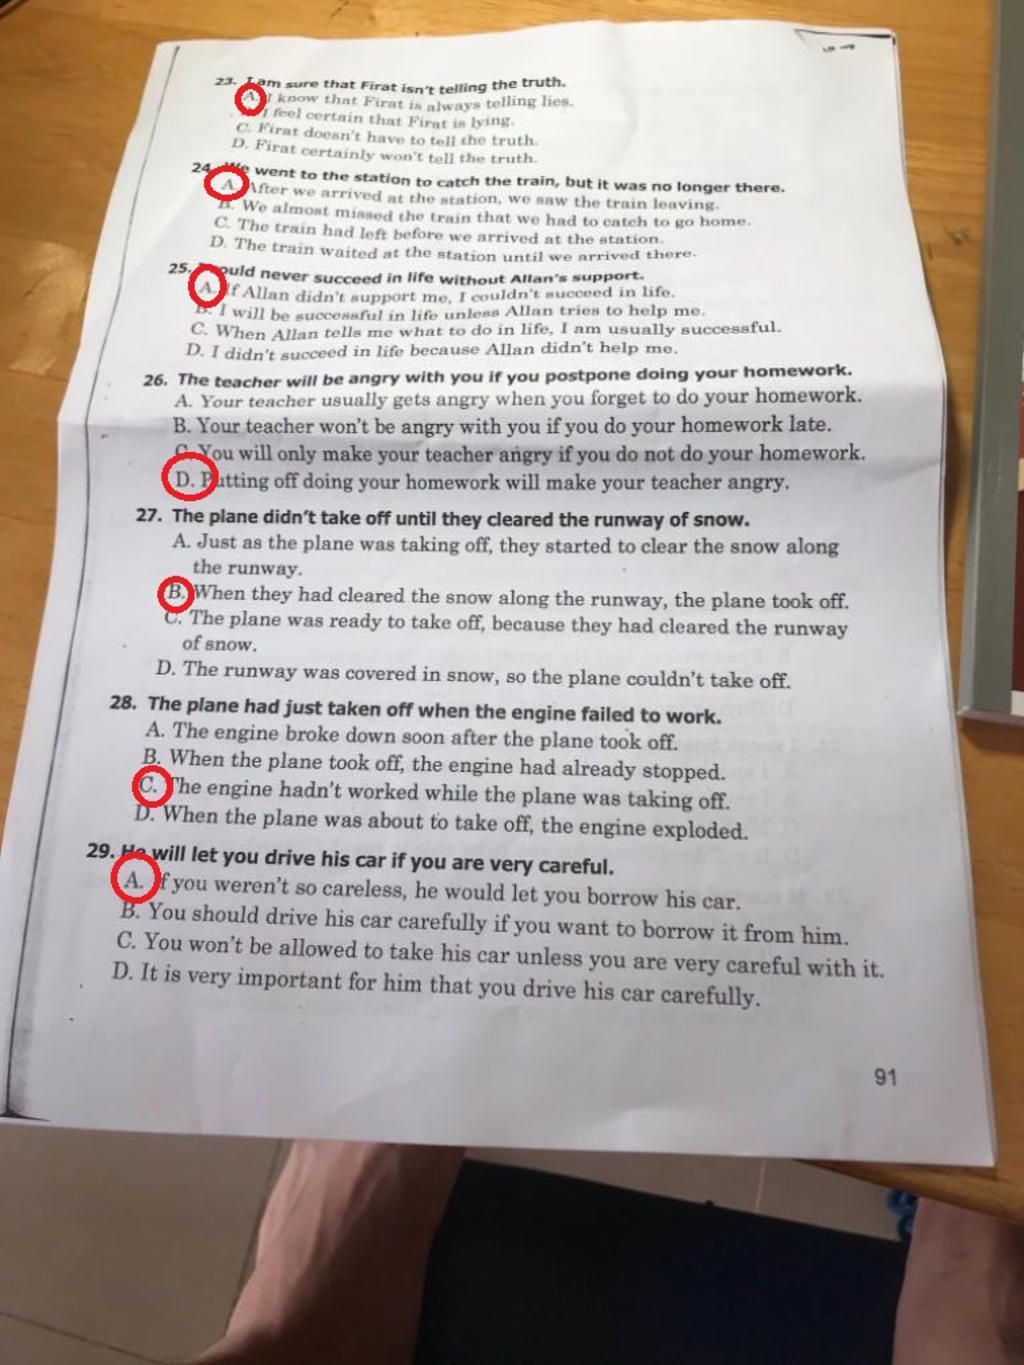 23. I am sure that Firat isn't telling the truth.
A. I know that Firat is always telling lies.
I feel certain that Firat is lying.
C. Firat doesn't have to tell the truth.
D. Firat certainly won't tell the truth.
24. We went to the station to catch the train, but it was no longer there.
A. After we arrived at the station, we saw the train leaving.
B. We almost missed the train that we had to catch to go home.
C. The train had left before we arrived at the station.
D. The train waited at the station until we arrived there.
25. I could never succeed in life without Allan's support.
A. If Allan didn't support me, I couldn't succeed in life.
B. I will be successful in life unless Allan tries to help me.
C. When Allan tells me what to do in life, I am usually successful.
D. I didn't succeed in life because Allan didn't help me.
26. The teacher will be angry with you if you postpone doing your homework.
A. Your teacher usually gets angry when you forget to do your homework.
B. Your teacher won't be angry with you if you do your homework late.
C. You will only make your teacher angry if you do not do your homework.
D. Putting off doing your homework will make your teacher angry.
27. The plane didn't take off until they cleared the runway of snow.
A. Just as the plane was taking off, they started to clear the snow along
the runway.
B. When they had cleared the snow along the runway, the plane took off.
C. The plane was ready to take off, because they had cleared the runway
of snow.
D. The runway was covered in snow, so the plane couldn't take off.
28. The plane had just taken off when the engine failed to work.
A. The engine broke down soon after the plane took off.
B. When the plane took off, the engine had already stopped.
C. The engine hadn't worked while the plane was taking off.
D. When the plane was about to take off, the engine exploded.
29. He will let you drive his car if you are very careful.
A. If you weren't so careless, he would let you borrow his car.
B. You should drive his car carefully if you want to borrow it from him.
C. You won't be allowed to take his car unless you are very careful with it.
D. It is very important for him that you drive his car carefully.
91